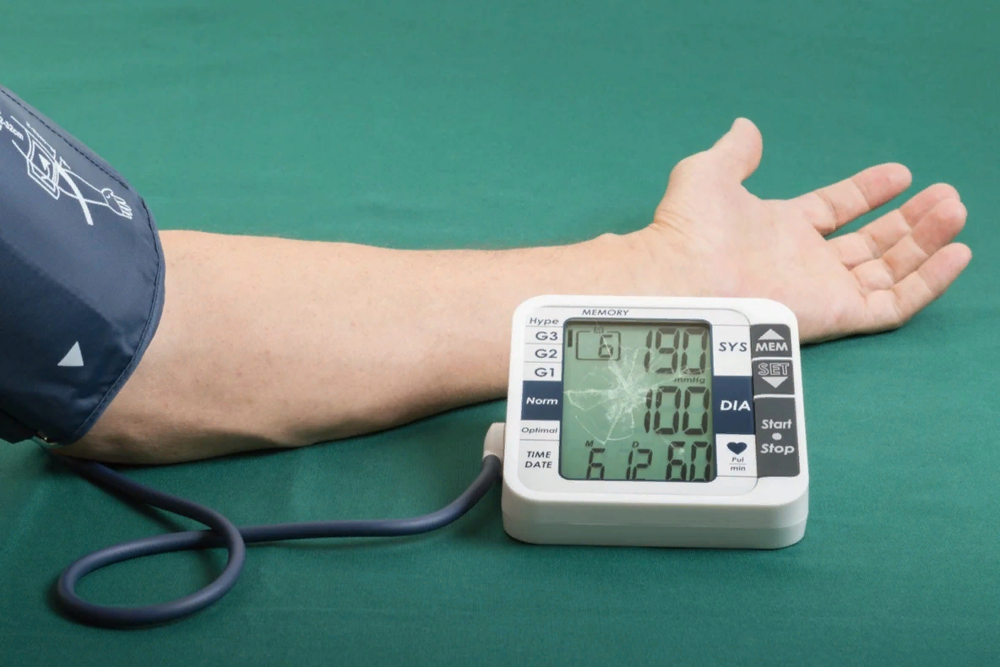 MEMORY
Hype
G3
G2
G1
Norm
Optimal
TIME
DATE
6
190
mmHg
100
M D
6 12 60
SYS
DIA
Pul
min
MEM
SET
Start
Stop